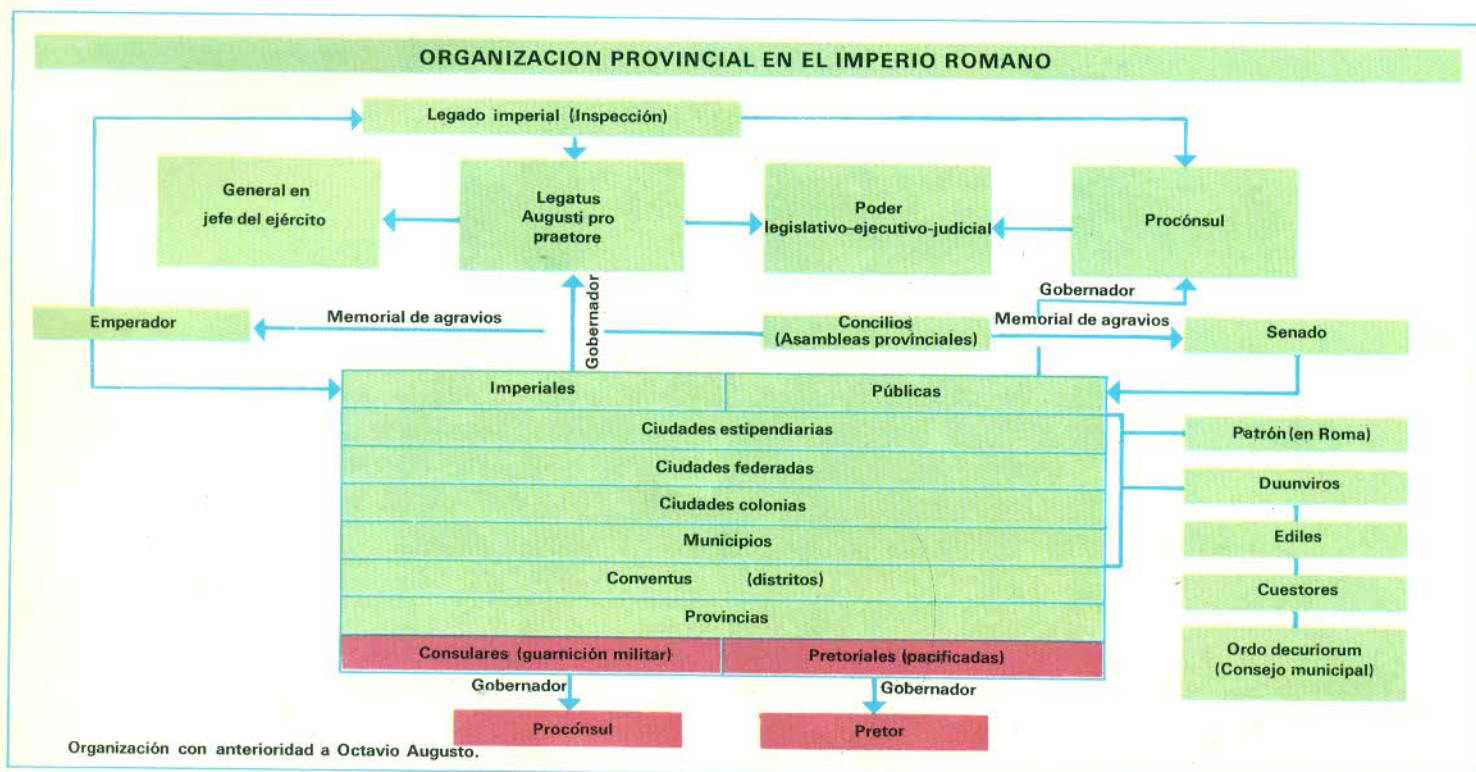 ORGANIZACION PROVINCIAL EN EL IMPERIO ROMANO
Legado imperial (Inspección)
General en
jefe del ejército
Legatus
Augusti pro
praetore
Poder
legislativo-ejecutivo-judicial
Procónsul
Gobernador
Gobernador
Emperador
Memorial de agravios
Concilios
(Asambleas provinciales)
Memorial de agravios
Senado
Imperiales
Públicas
Ciudades estipendiarias
Ciudades federadas
Ciudades colonias
Municipios
Conventus (distritos)
Provincias
Consulares (guarnición militar)
Pretoriales (pacificadas)
Patrón (en Roma)
Duunviros
Ediles
Cuestores
Ordo decuriorum
(Consejo municipal)
Gobernador
Gobernador
Procónsul
Pretor
Organización con anterioridad a Octavio Augusto.